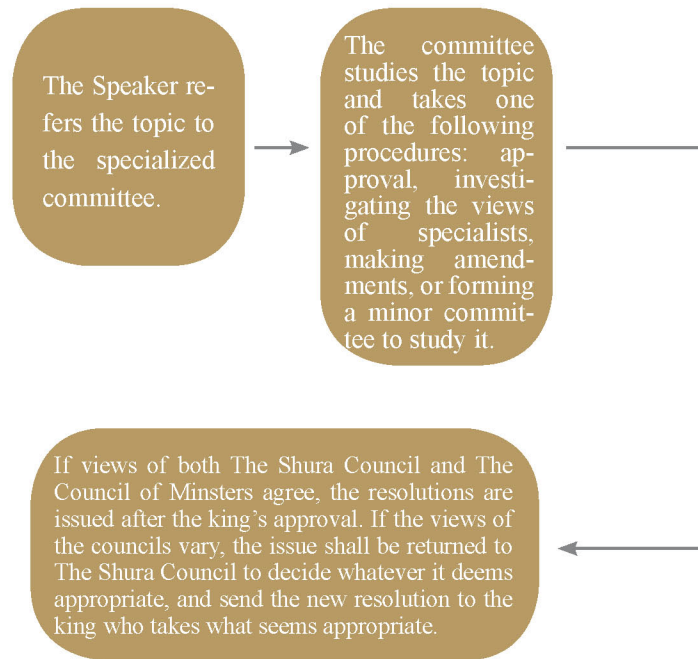 The Speaker re-
fers the topic to
the specialized
committee.
The committee
studies the topic
and takes one
of the following
procedures: ap-
proval, investi-
gating the views
of specialists,
making amend-
ments, or forming
a minor commit-
tee to study it.
If views of both The Shura Council and The
Council of Minsters agree, the resolutions are
issued after the king’s approval. If the views of
the councils vary, the issue shall be returned to
The Shura Council to decide whatever it deems
appropriate, and send the new resolution to the
king who takes what seems appropriate.